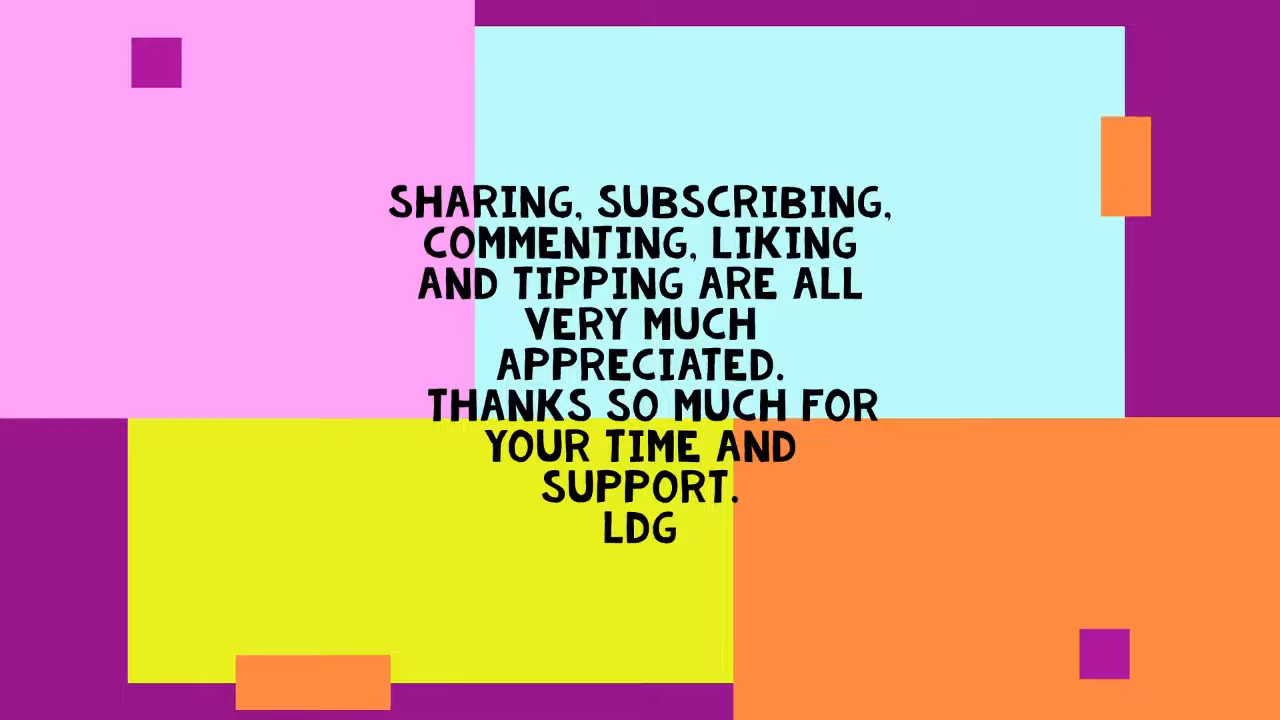 SHARING, SUBSCRIBING,
COMMENTING, LIKING
AND TIPPING ARE ALL
VERY MUCH
APPRECIATED.
THANKS SO MUCH FOR
YOUR TIME AND
SUPPORT.
LDG